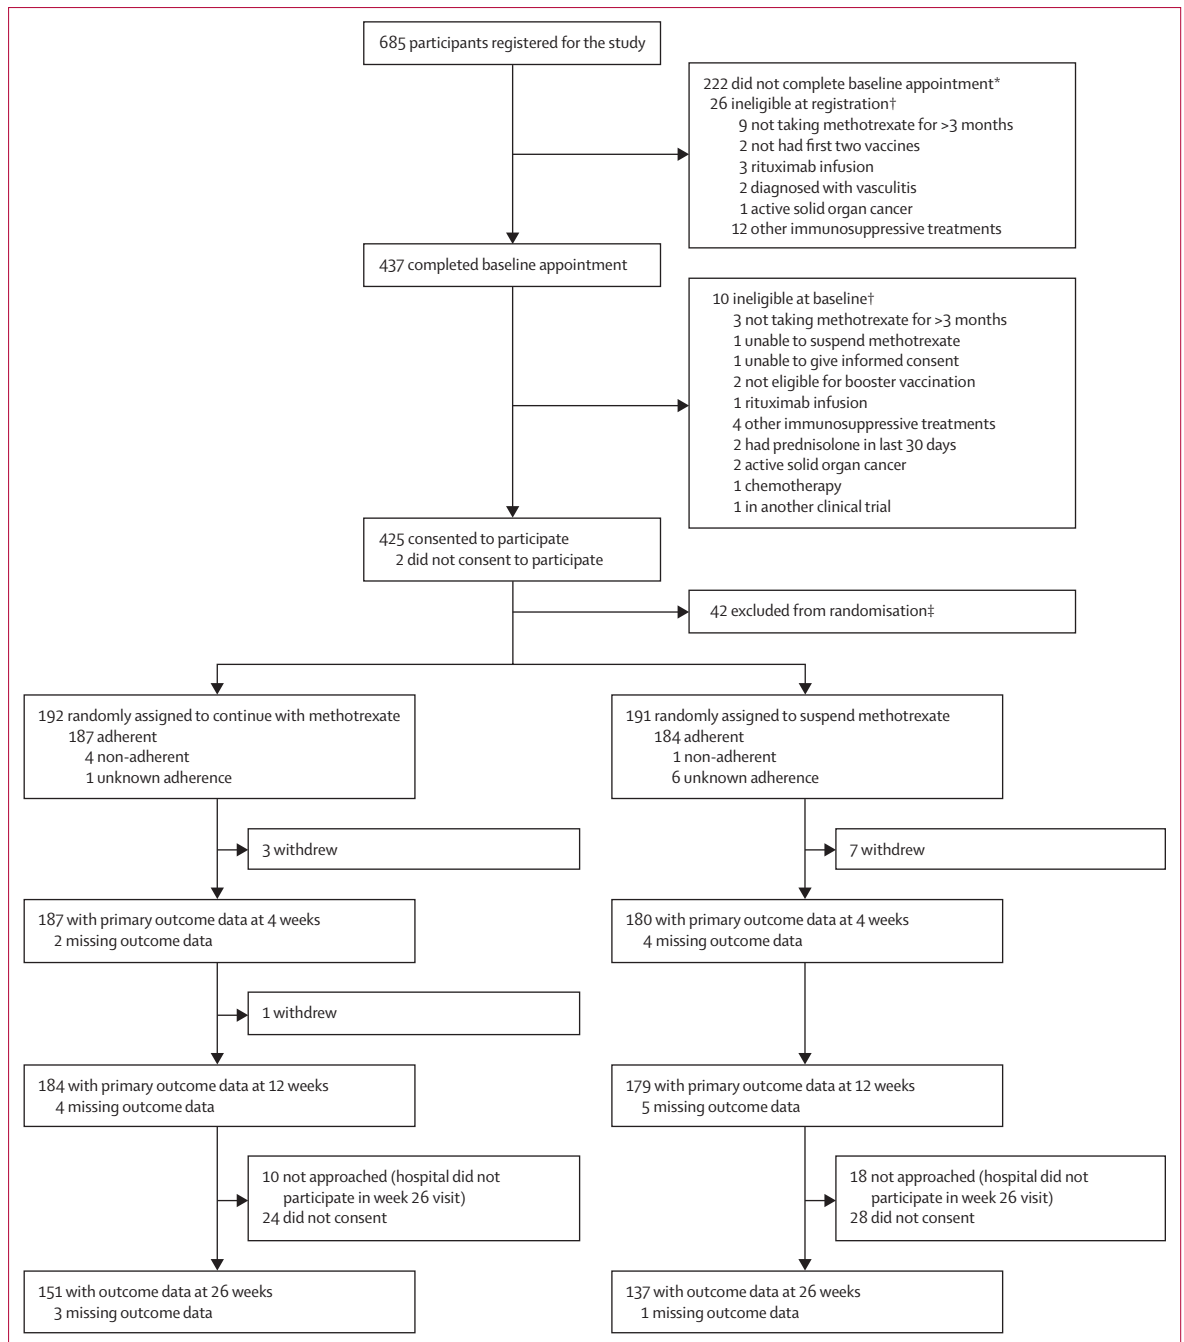 685 participants registered for the study
222 did not complete baseline appointment*
26 ineligible at registration†
9 not taking methotrexate for >3 months
2 not had first two vaccines
3 rituximab infusion
2 diagnosed with vasculitis
1 active solid organ cancer
12 other immunosuppressive treatments
437 completed baseline appointment
10 ineligible at baseline†
3 not taking methotrexate for >3 months
1 unable to suspend methotrexate
1 unable to give informed consent
2 not eligible for booster vaccination
1 rituximab infusion
4 other immunosuppressive treatments
2 had prednisolone in last 30 days
2 active solid organ cancer
1 chemotherapy
1 in another clinical trial
425 consented to participate
2 did not consent to participate
42 excluded from randomisation‡
192 randomly assigned to continue with methotrexate
187 adherent
4 non-adherent
1 unknown adherence
191 randomly assigned to suspend methotrexate
184 adherent
1 non-adherent
6 unknown adherence
3 withdrew
7 withdrew
187 with primary outcome data at 4 weeks
2 missing outcome data
180 with primary outcome data at 4 weeks
4 missing outcome data
1 withdrew
184 with primary outcome data at 12 weeks
4 missing outcome data
179 with primary outcome data at 12 weeks
5 missing outcome data
10 not approached (hospital did not
participate in week 26 visit)
24 did not consent
18 not approached (hospital did not
participate in week 26 visit)
28 did not consent
151 with outcome data at 26 weeks
3 missing outcome data
137 with outcome data at 26 weeks
1 missing outcome data